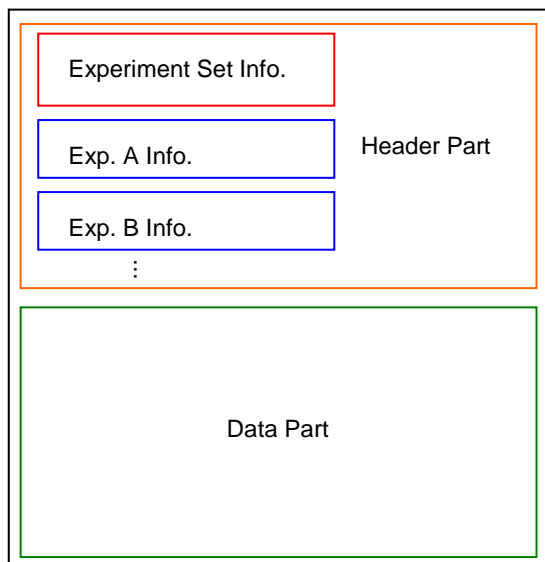 Experiment Set Info.
Header Part
Exp. A Info.
Exp. B Info.
⋮
Data Part